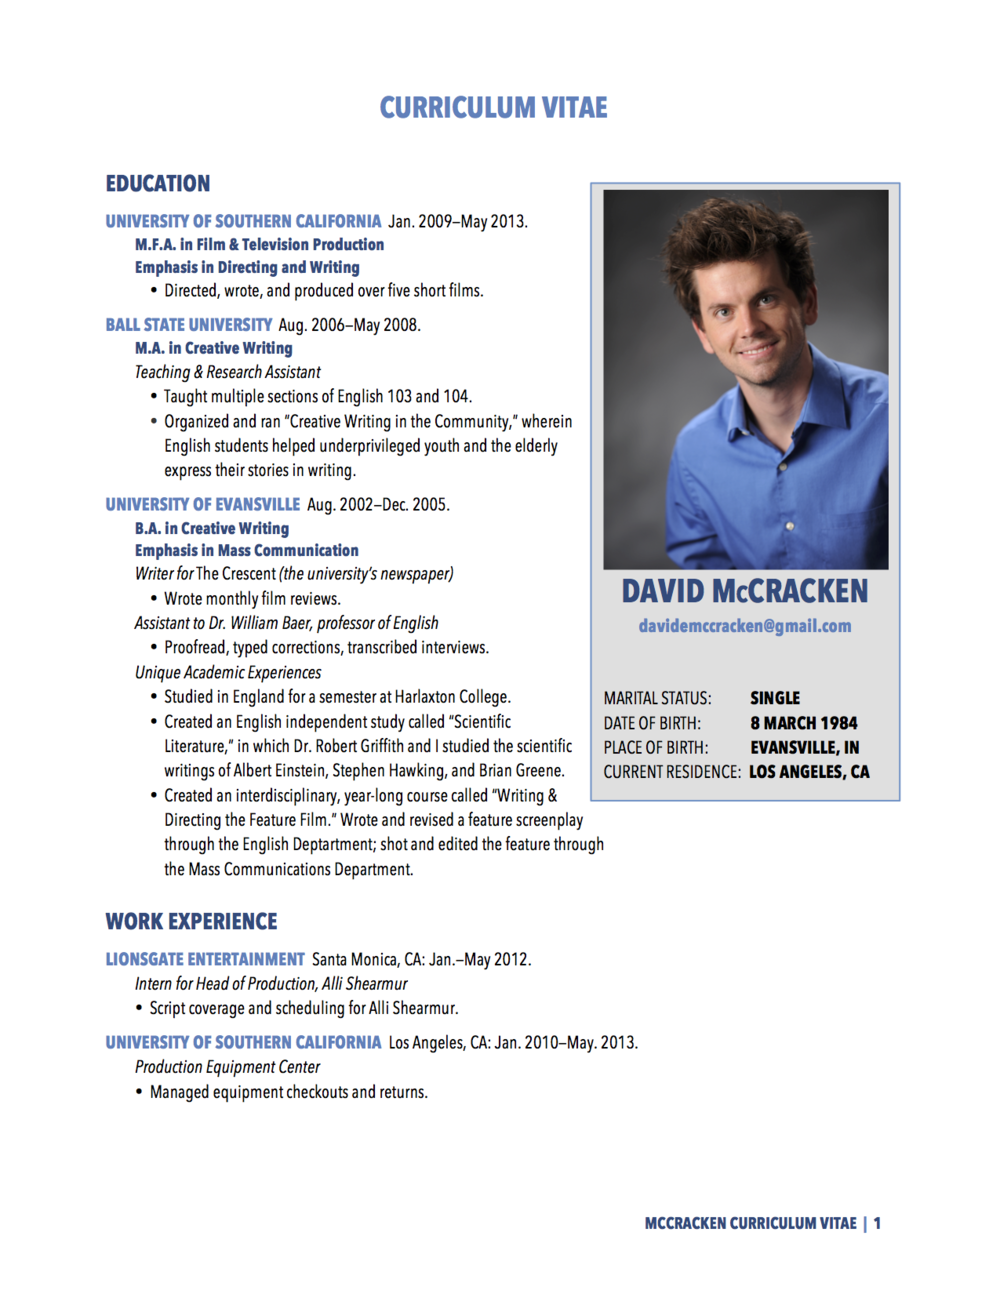 CURRICULUM VITAE
EDUCATION
UNIVERSITY OF SOUTHERN CALIFORNIA Jan. 2009–May 2013.
M.F.A. in Film & Television Production
Emphasis in Directing and Writing
• Directed, wrote, and produced over five short films.
BALL STATE UNIVERSITY Aug. 2006–May 2008.
M.A. in Creative Writing
Teaching & Research Assistant
• Taught multiple sections of English 103 and 104.
• Organized and ran “Creative Writing in the Community,” wherein
English students helped underprivileged youth and the elderly
express their stories in writing.
UNIVERSITY OF EVANSVILLE Aug. 2002–Dec. 2005.
B.A. in Creative Writing
Emphasis in Mass Communication
Writer for The Crescent (the university’s newspaper)
• Wrote monthly film reviews.
Assistant to Dr. William Baer, professor of English
• Proofread, typed corrections, transcribed interviews.
Unique Academic Experiences
• Studied in England for a semester at Harlaxton College.
• Created an English independent study called “Scientific
Literature,” in which Dr. Robert Griffith and I studied the scientific
writings of Albert Einstein, Stephen Hawking, and Brian Greene.
• Created an interdisciplinary, year-long course called “Writing &
Directing the Feature Film.” Wrote and revised a feature screenplay
through the English Deptartment; shot and edited the feature through
the Mass Communications Department.
DAVID McCRACKEN
davidemccracken@gmail.com
MARITAL STATUS: SINGLE
DATE OF BIRTH: 8 MARCH 1984
PLACE OF BIRTH: EVANSVILLE, IN
CURRENT RESIDENCE: LOS ANGELES, CA
WORK EXPERIENCE
LIONSGATE ENTERTAINMENT Santa Monica, CA: Jan.–May 2012.
Intern for Head of Production, Alli Shearmur
• Script coverage and scheduling for Alli Shearmur.
UNIVERSITY OF SOUTHERN CALIFORNIA Los Angeles, CA: Jan. 2010–May. 2013.
Production Equipment Center
• Managed equipment checkouts and returns.
MCCRACKEN CURRICULUM VITAE | 1